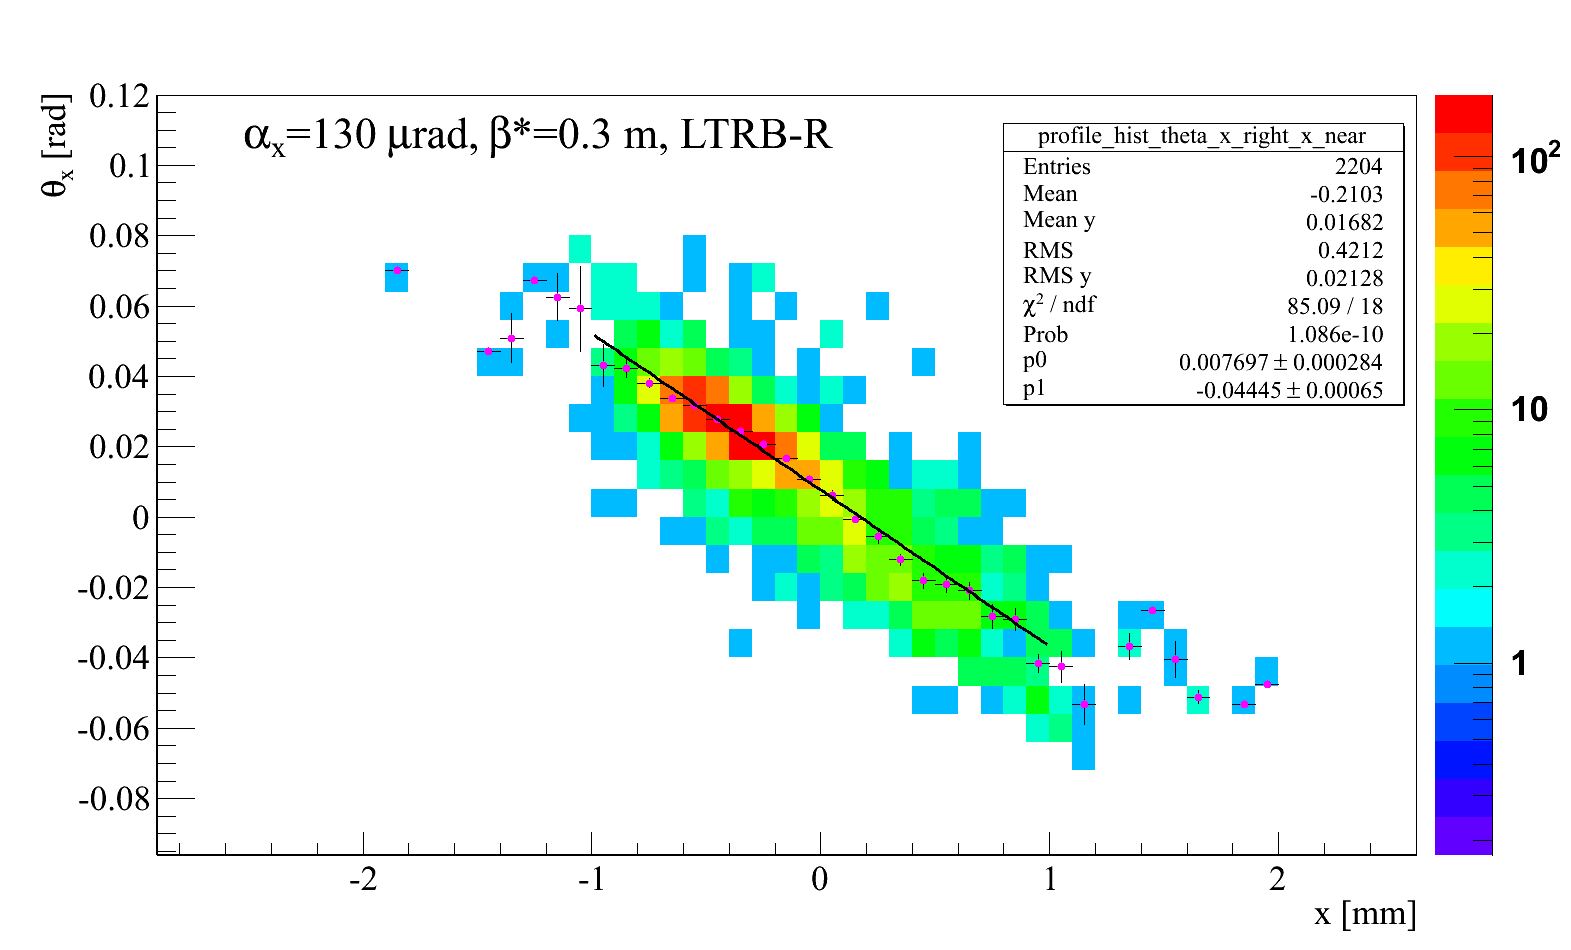 αx=130 μrad, β*=0.3 m, LTRB-R
θx [rad]
0.12
0.1
0.08
0.06
0.04
0.02
0
-0.02
-0.04
-0.06
-0.08
profile_hist_theta_x_right_x_near
Entries 2204
Mean -0.2103
Mean y 0.01682
RMS 0.4212
RMS y 0.02128
χ² / ndf 85.09 / 18
Prob 1.086e-10
p0 0.007697 ± 0.000284
p1 -0.04445 ± 0.00065
10²
10
1
-2 -1 0 1 2
x [mm]